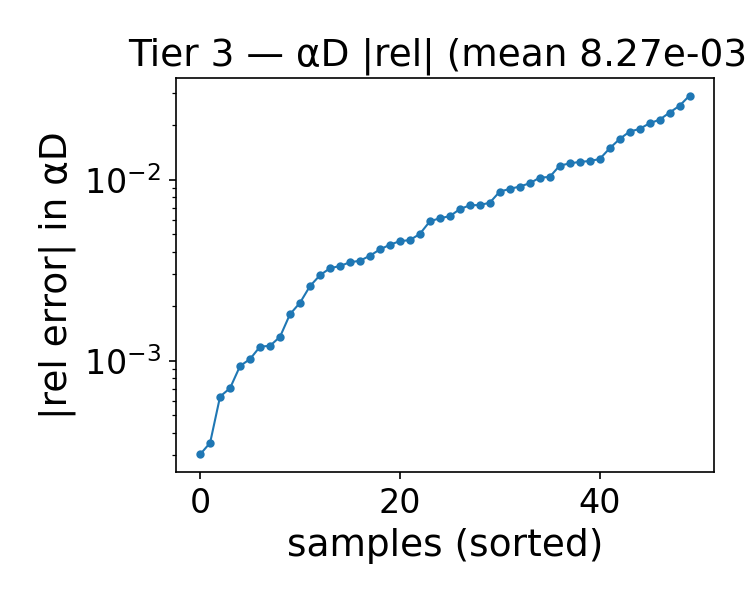 Tier 3 — αD |rel| (mean 8.27e-03
|rel error| in αD
10⁻²
10⁻³
0 20 40
samples (sorted)